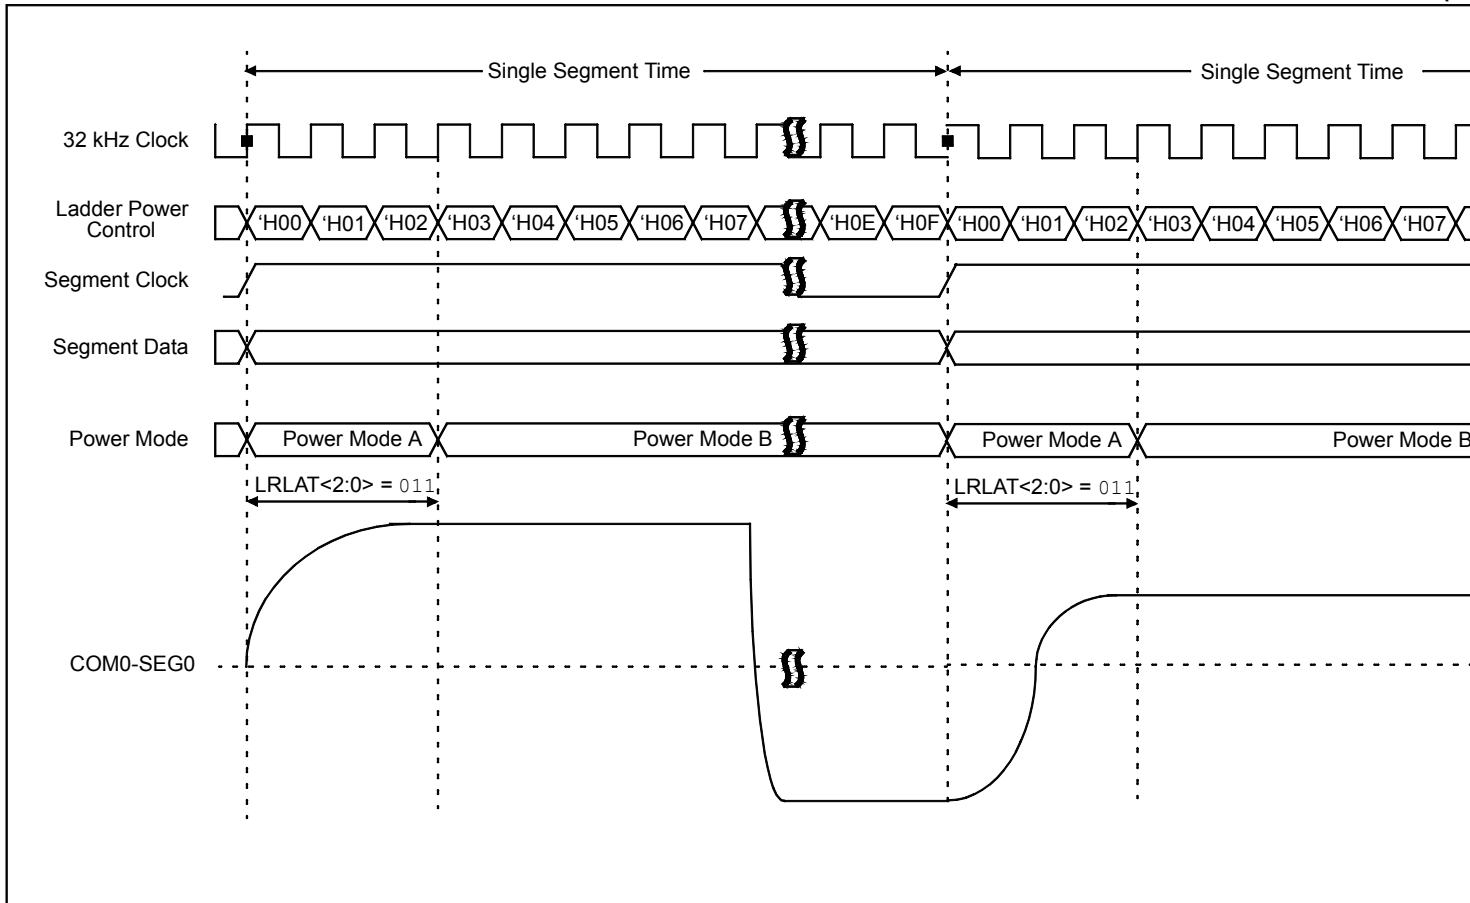 Single Segment Time Single Segment Time
32 kHz Clock
Ladder Power
Control
‘H00 ‘H01 ‘H02 ‘H03 ‘H04 ‘H05 ‘H06 ‘H07 ‘H0E ‘H0F ‘H00 ‘H01 ‘H02 ‘H03 ‘H04 ‘H05 ‘H06 ‘H07
Segment Clock
Segment Data
Power Mode Power Mode A Power Mode B Power Mode A Power Mode B
LRLAT<2:0> = 011 LRLAT<2:0> = 011
COM0-SEG0